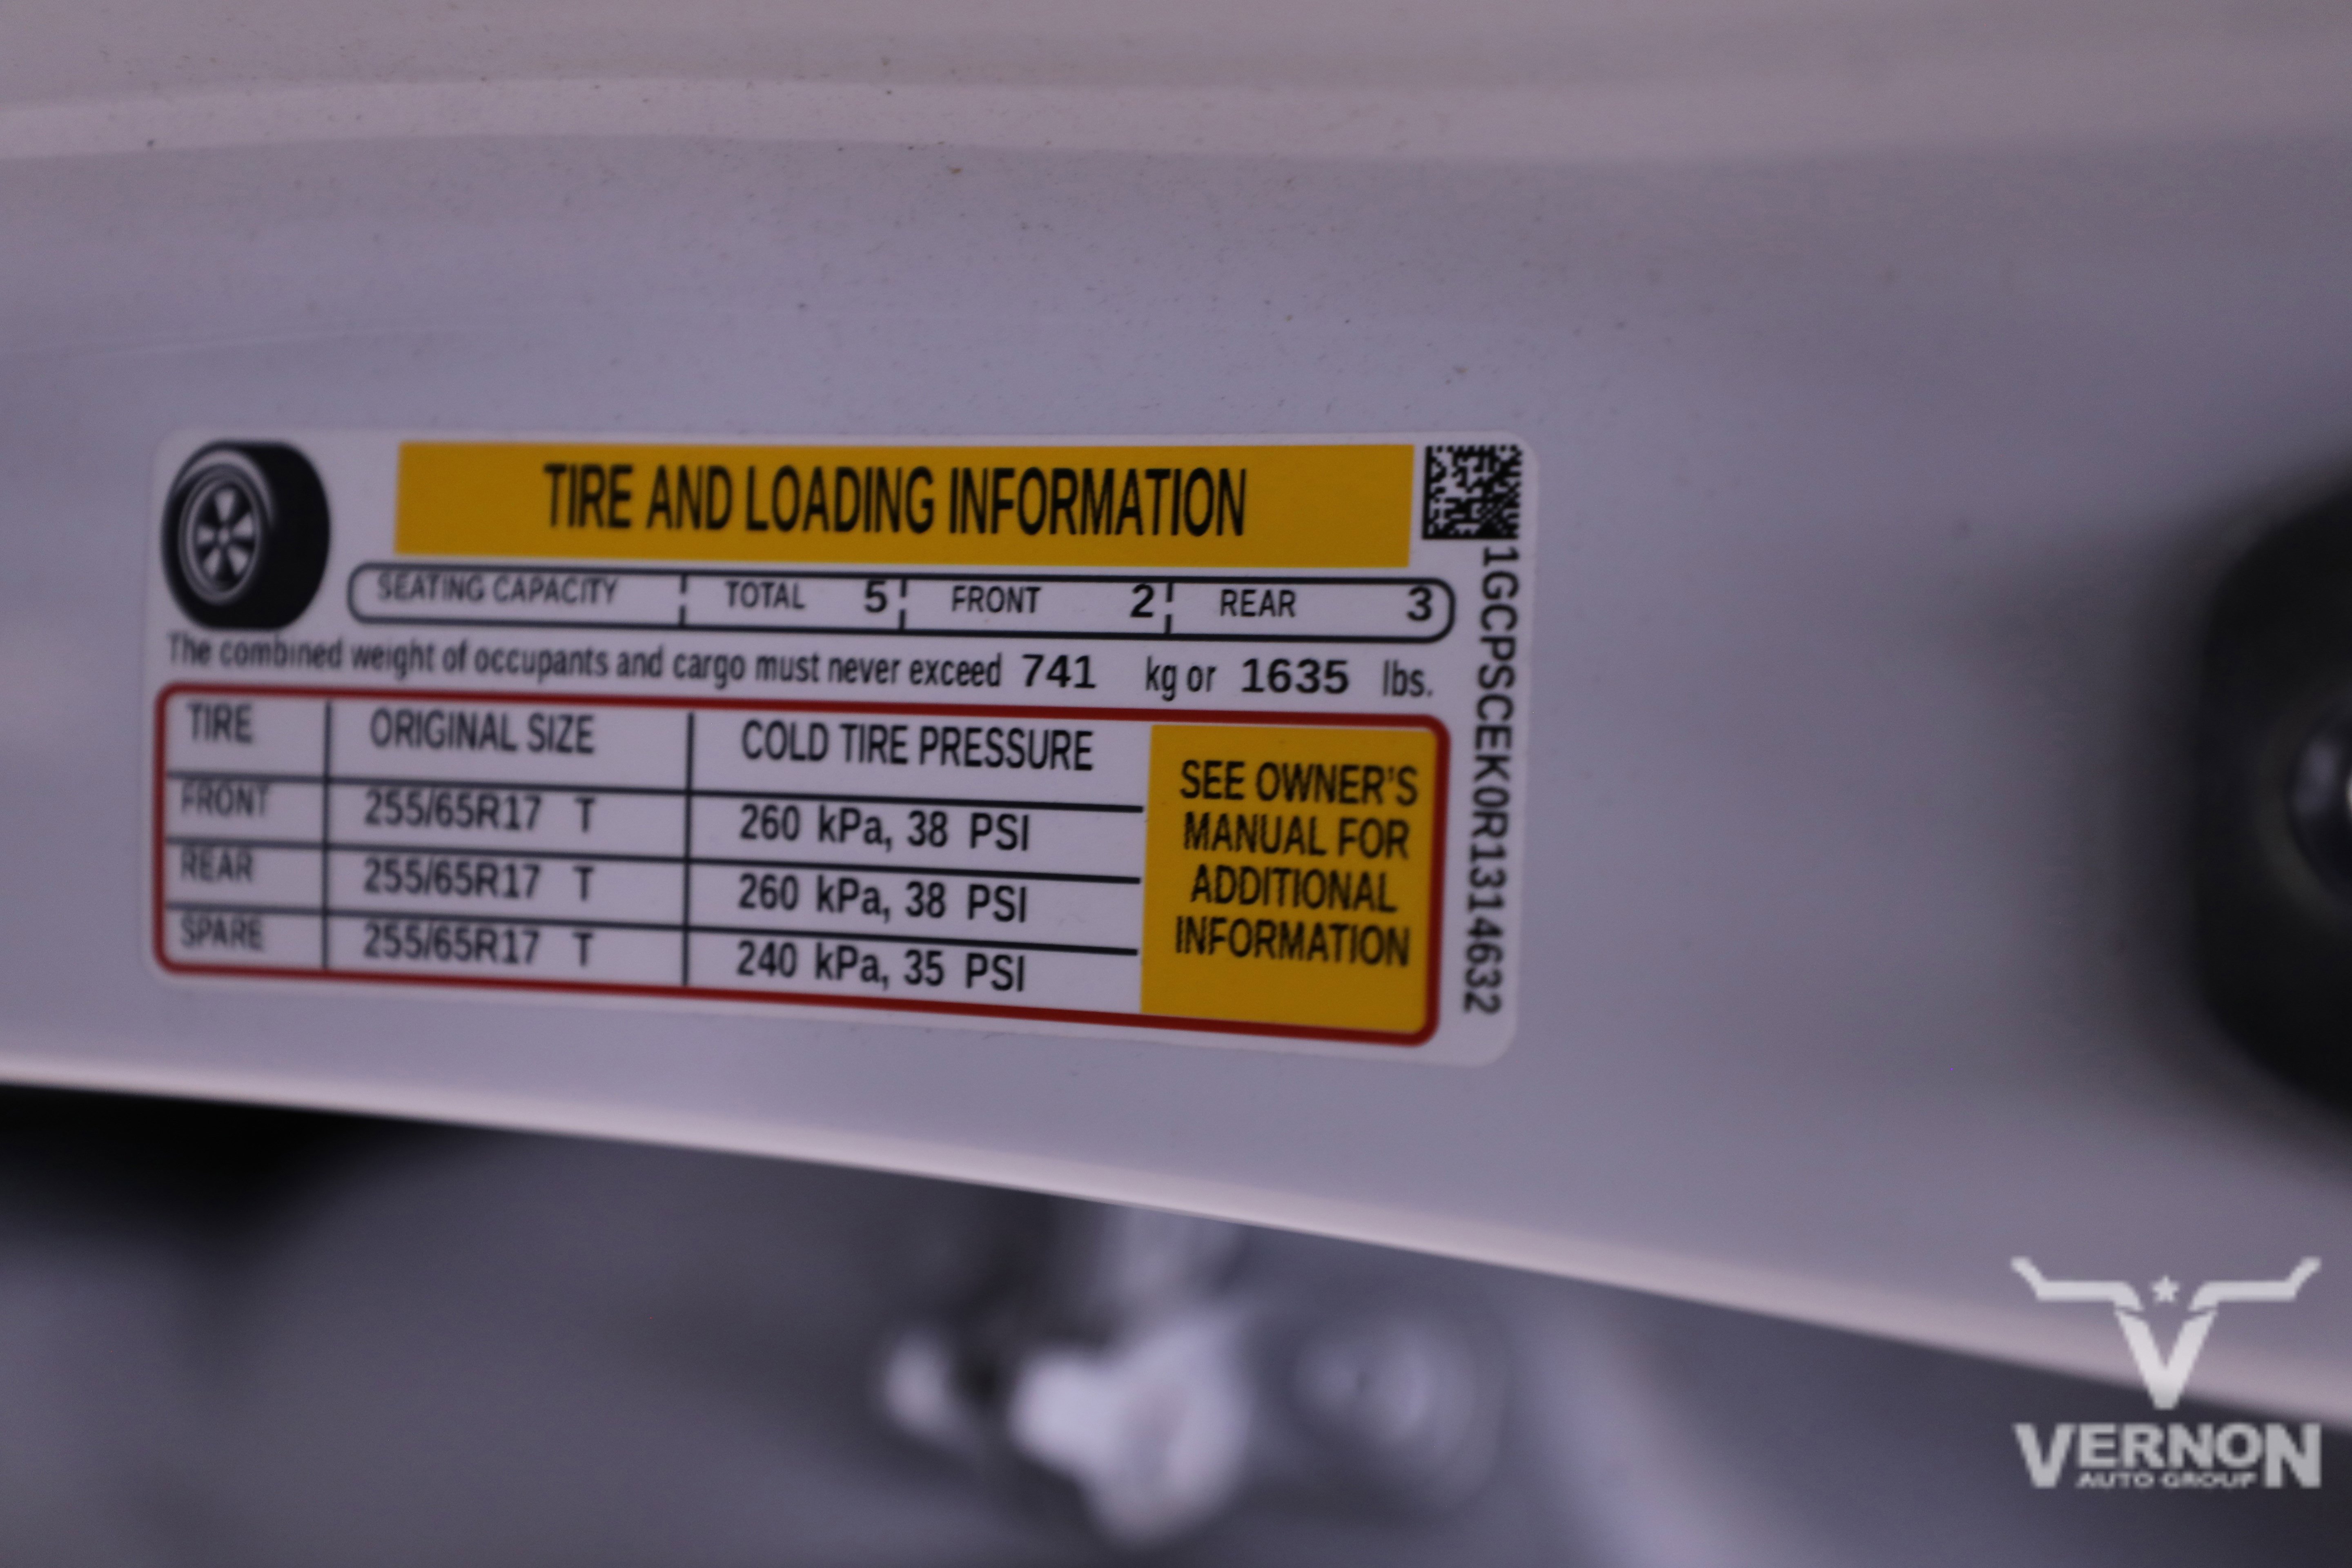 TIRE AND LOADING INFORMATION
SEATING CAPACITY TOTAL 5 FRONT 2 REAR 3
The combined weight of occupants and cargo must never exceed 741 kg or 1635 lbs.
TIRE ORIGINAL SIZE COLD TIRE PRESSURE
FRONT 255/65R17 T 260 kPa, 38 PSI
REAR 255/65R17 T 260 kPa, 38 PSI
SPARE 255/65R17 T 240 kPa, 35 PSI
SEE OWNER'S
MANUAL FOR
ADDITIONAL
INFORMATION
1GCPSCEK0R1314632
VERNON
AUTO GROUP